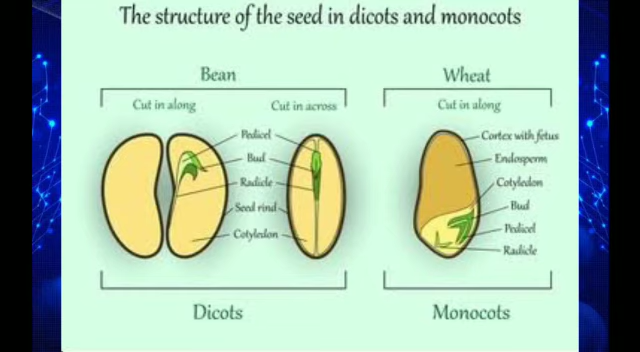 The structure of the seed in dicots and monocots
Bean
Cut in along
Cut in across
Pedicel
Bud
Radicle
Seed rind
Cotyledon
Dicots
Wheat
Cut in along
Cortex with fetus
Endosperm
Cotyledon
Bud
Pedicel
Radicle
Monocots